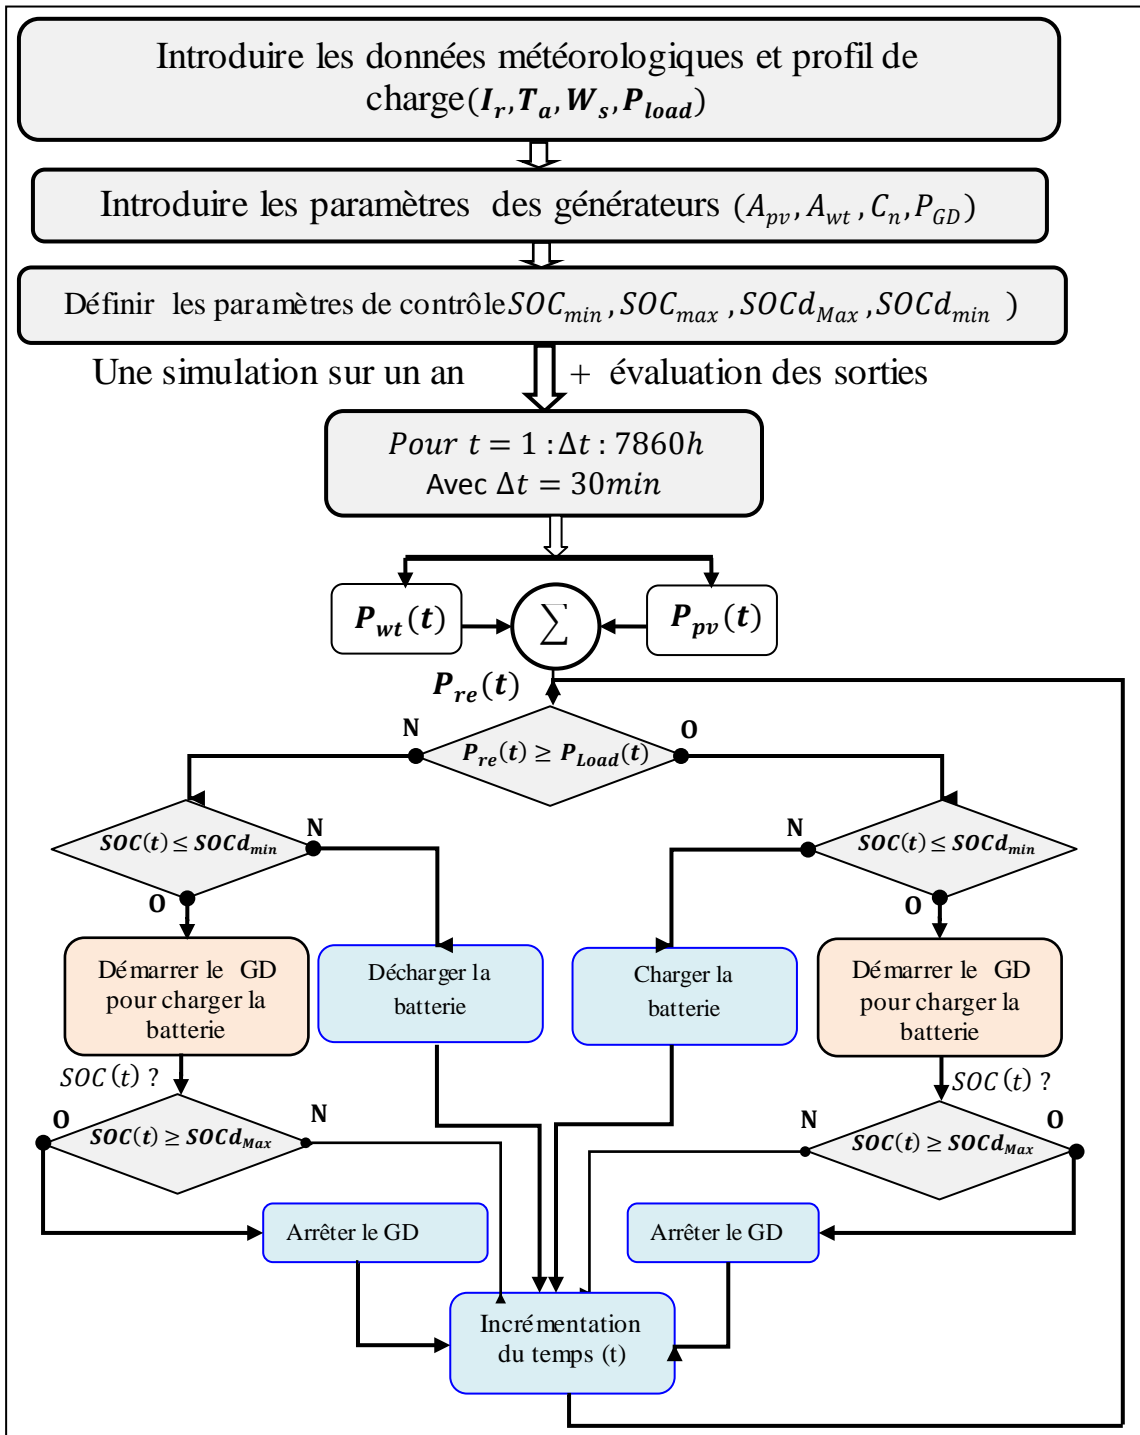 Introduire les données météorologiques et profil de
charge(I_r, T_a, W_s, P_load)
Introduire les paramètres des générateurs (A_pv, A_wt, C_n, P_GD)
Définir les paramètres de contrôle SOC_min, SOC_max, SOCd_Max, SOCd_min )
Une simulation sur un an + évaluation des sorties
Pour t = 1 : Δt : 7860h
Avec Δt = 30min
P_wt(t)
∑
P_pv(t)
P_re(t)
N
O
P_re(t) ≥ P_Load(t)
SOC(t) ≤ SOCd_min
N
N
SOC(t) ≤ SOCd_min
O
O
Démarrer le GD
pour charger la
batterie
Décharger la
batterie
Charger la
batterie
Démarrer le GD
pour charger la
batterie
SOC(t) ?
SOC(t) ?
O
SOC(t) ≥ SOCd_Max
N
N
SOC(t) ≥ SOCd_Max
O
Arrêter le GD
Arrêter le GD
Incrémentation
du temps (t)